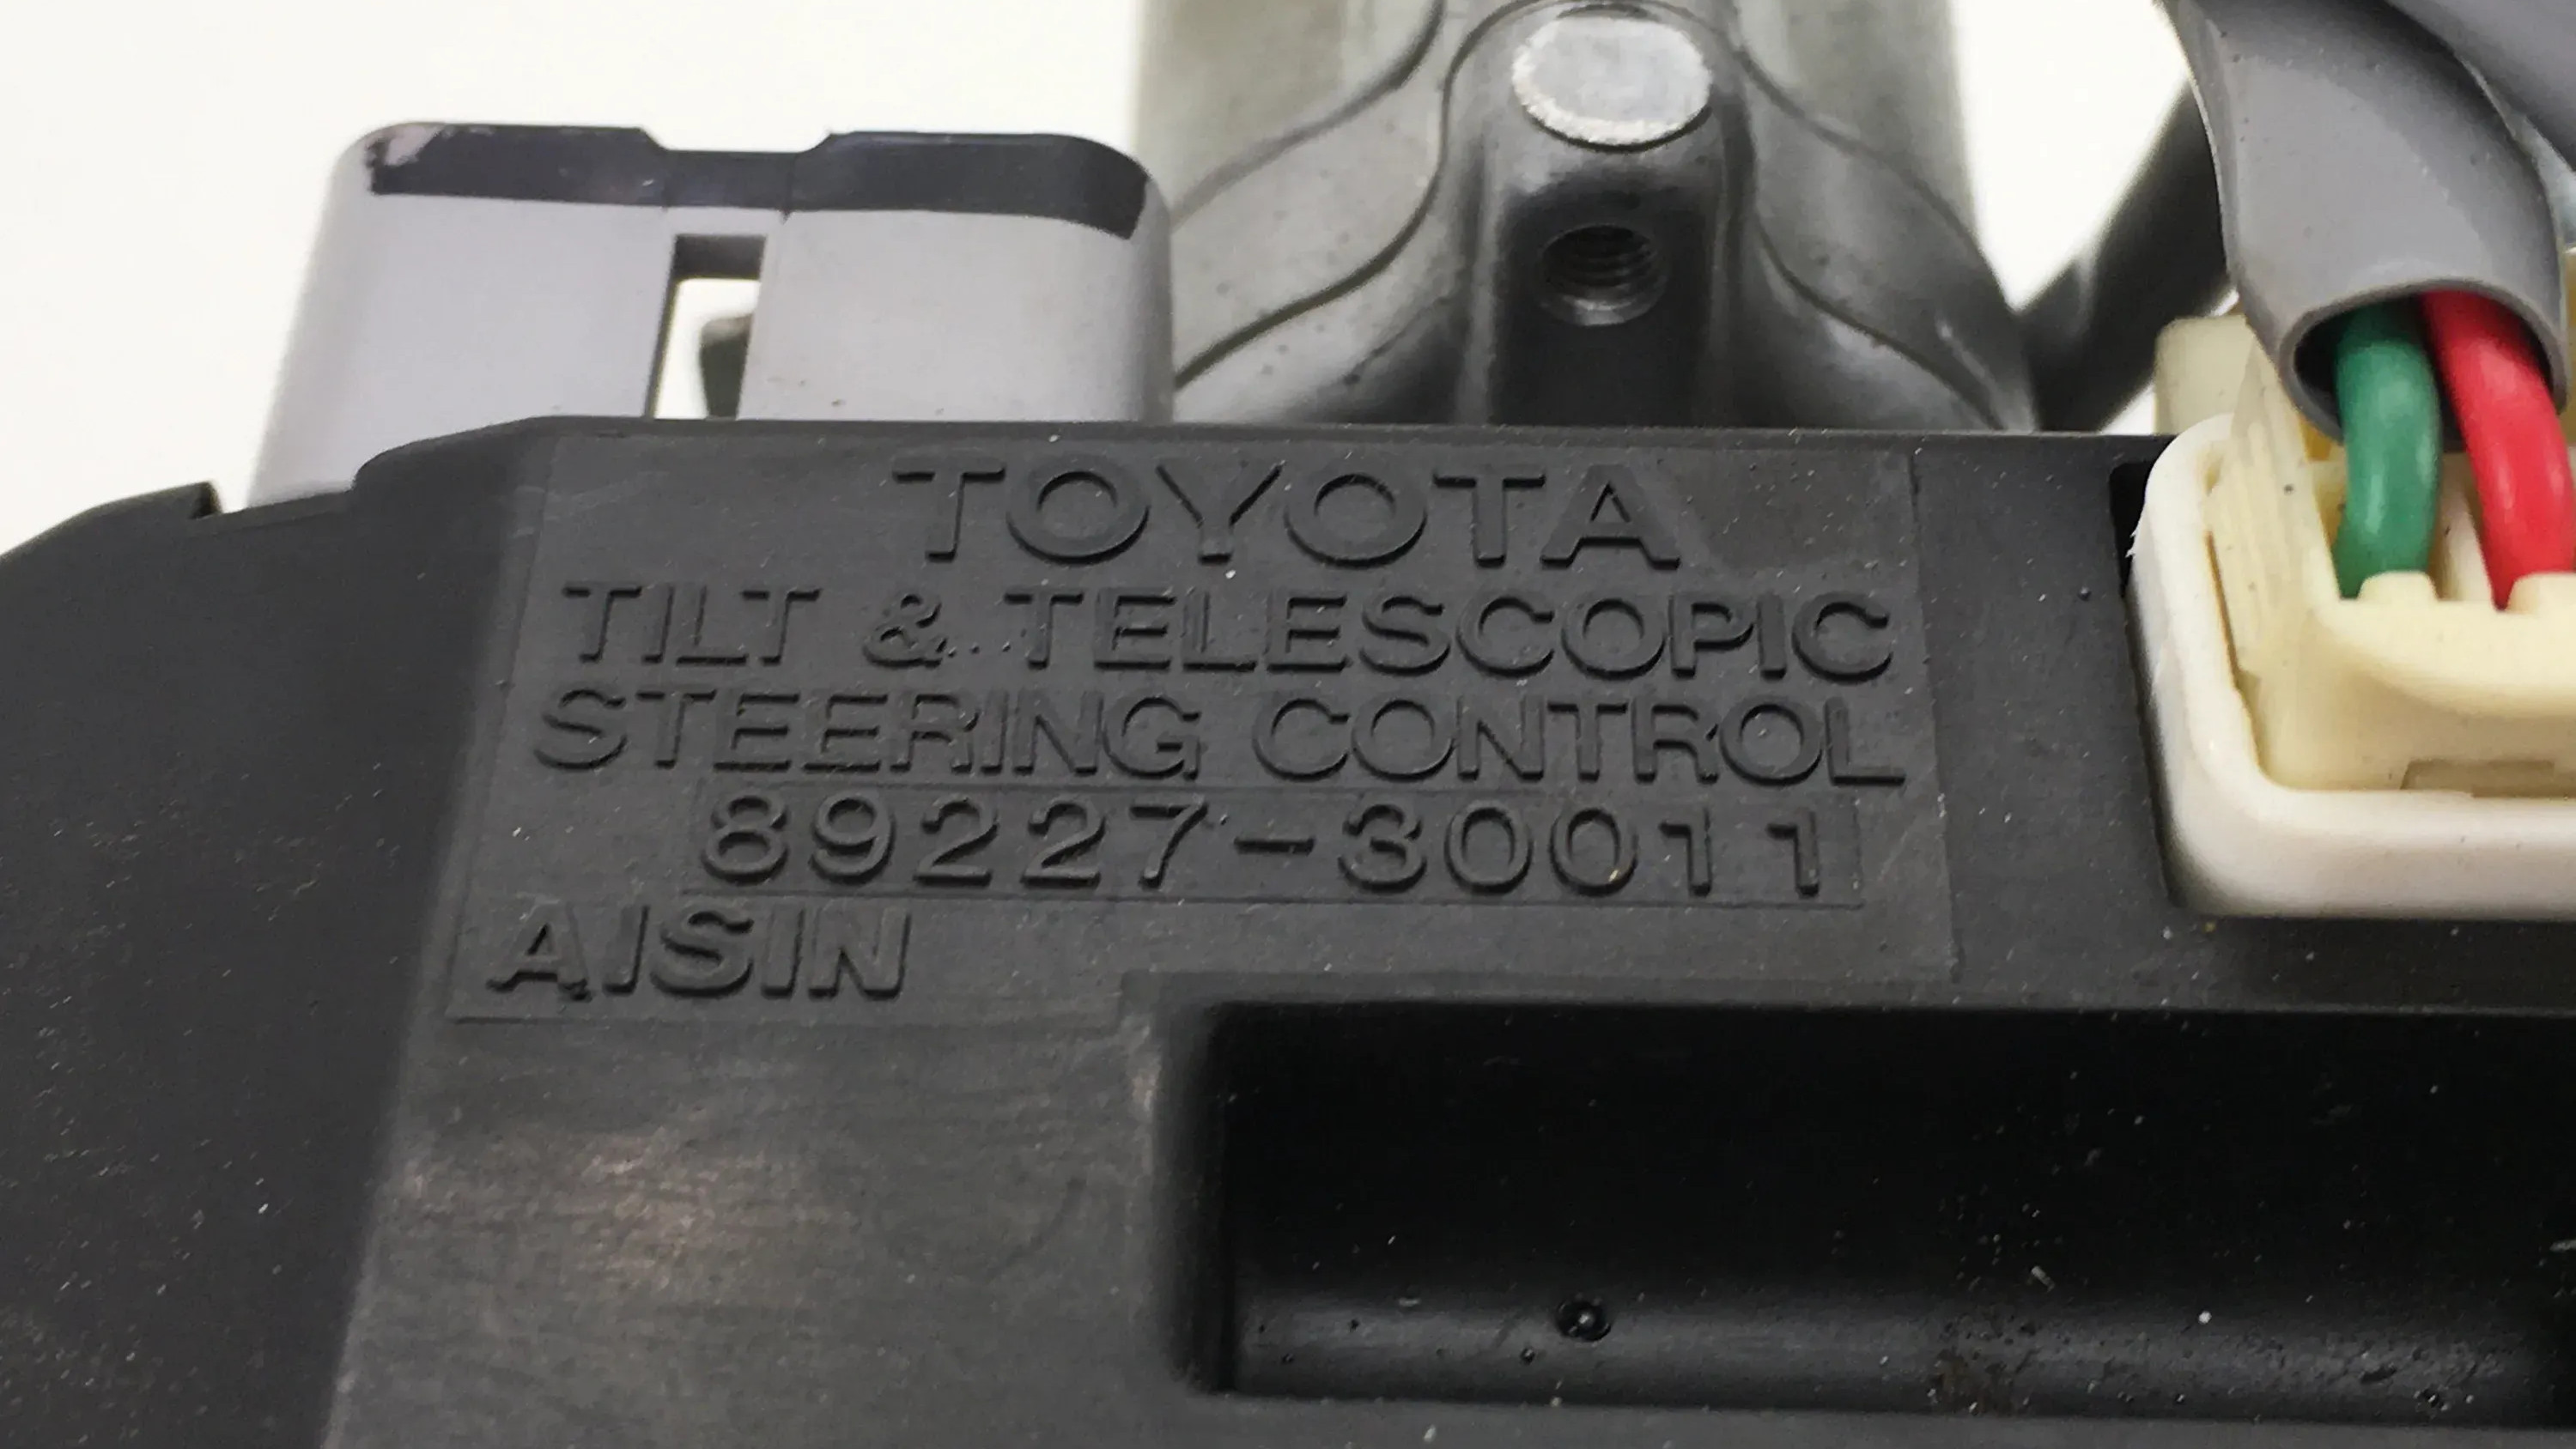 TOYOTA
TILT & TELESCOPIC
STEERING CONTROL
89227-30011
AISIN